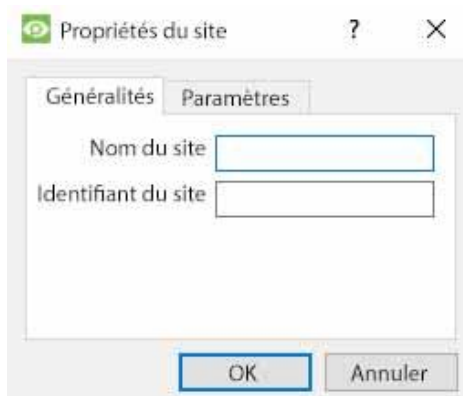 Propriétés du site ?
Généralités Paramètres
Nom du site
Identifiant du site
OK Annuler